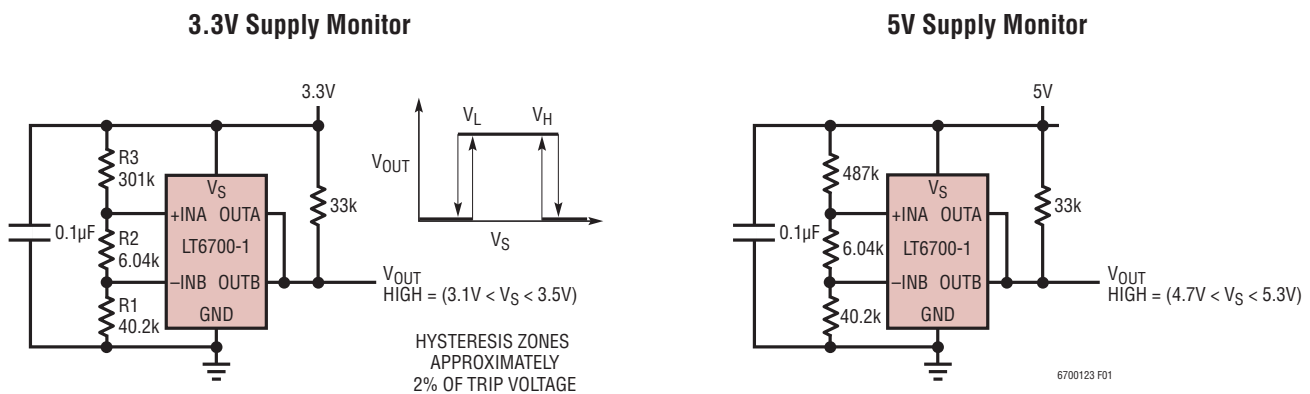 3.3V Supply Monitor
3.3V
R3
301k
VS
+INA OUTA
33k
0.1µF
R2
6.04k
LT6700-1
–INB OUTB
R1
40.2k
GND
VOUT
HIGH = (3.1V < VS < 3.5V)
VL
VH
VOUT
VS
HYSTERESIS ZONES
APPROXIMATELY
2% OF TRIP VOLTAGE
5V Supply Monitor
5V
487k
VS
+INA OUTA
33k
0.1µF
6.04k
LT6700-1
–INB OUTB
40.2k
GND
VOUT
HIGH = (4.7V < VS < 5.3V)
6700123 F01